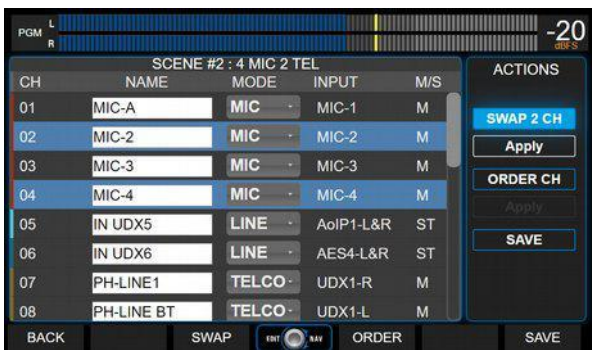 PGM L R -20 dBFS
SCENE #2 : 4 MIC 2 TEL
CH NAME MODE INPUT M/S
01 MIC-A MIC MIC-1 M
02 MIC-2 MIC MIC-2 M
03 MIC-3 MIC MIC-3 M
04 MIC-4 MIC MIC-4 M
05 IN UDX5 LINE AoIP1-L&R ST
06 IN UDX6 LINE AES4-L&R ST
07 PH-LINE1 TELCO UDX1-R M
08 PH-LINE BT TELCO UDX1-L M
ACTIONS
SWAP 2 CH
Apply
ORDER CH
Apply
SAVE
BACK SWAP EDIT NAV ORDER SAVE